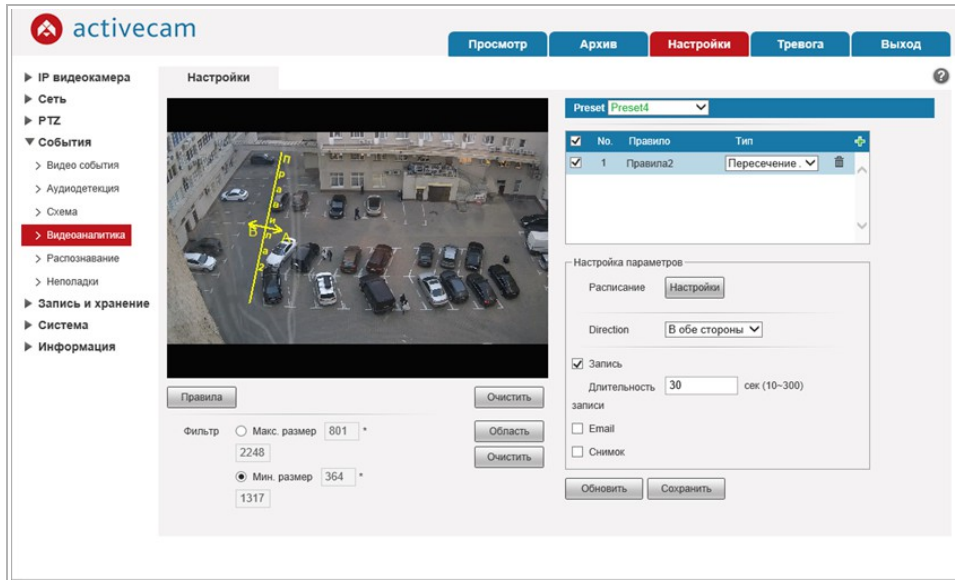 activecam
Просмотр Архив Настройки Тревога Выход
IP видеокамера
Сеть
PTZ
События
Видео события
Аудиодетекция
Схема
Видеоаналитика
Распознавание
Неполадки
Запись и хранение
Система
Информация
Настройки
Правила2
B A
Правила
Очистить
Фильтр Макс. размер 801 *
2248
Область
Мин. размер 364 *
1317
Очистить
Preset Preset4
No. Правило Тип
1 Правила2 Пересечение .
Настройка параметров
Расписание Настройки
Direction В обе стороны
Запись
Длительность 30 сек (10~300)
записи
Email
Снимок
Обновить Сохранить